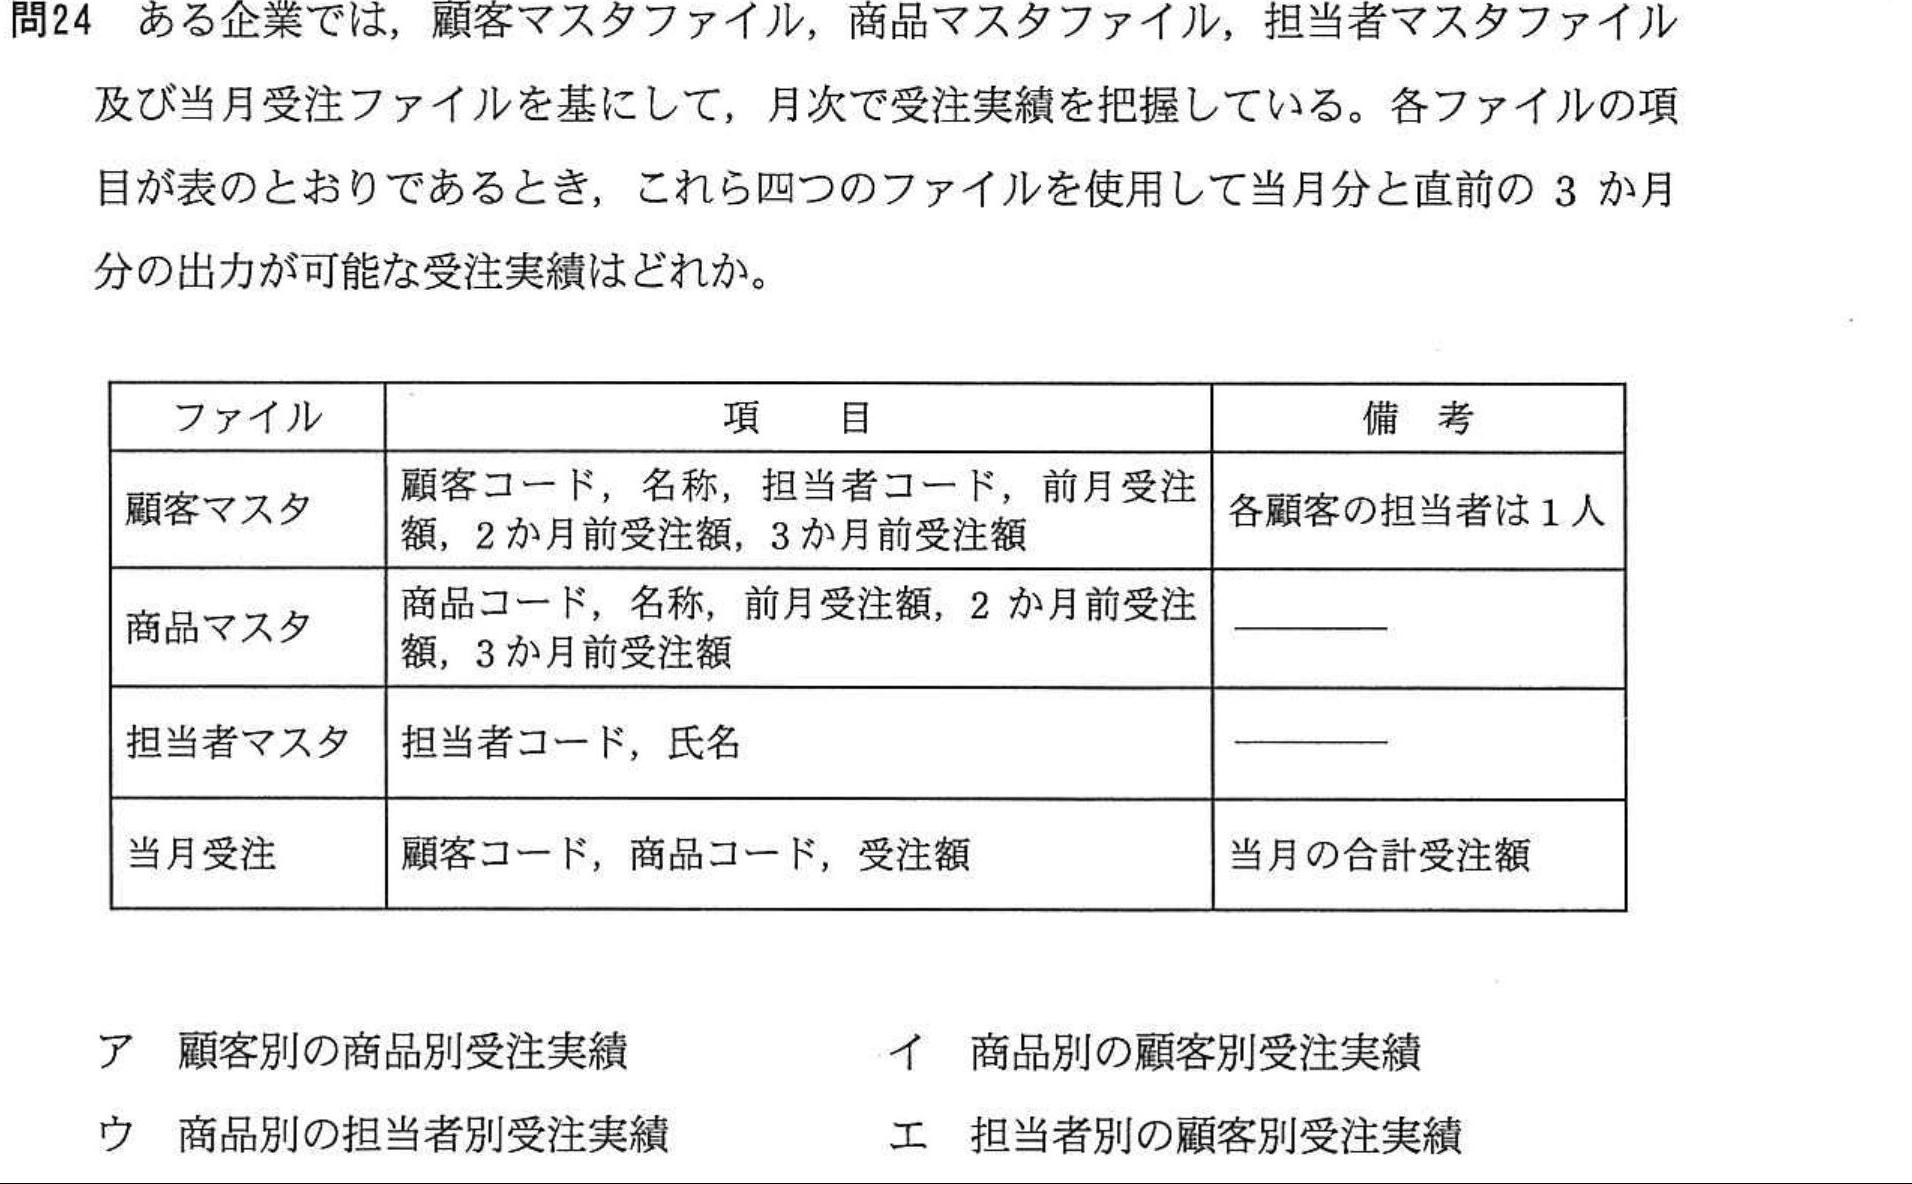 問24 ある企業では，顧客マスタファイル，商品マスタファイル，担当者マスタファイル
及び当月受注ファイルを基にして，月次で受注実績を把握している。各ファイルの項
目が表のとおりであるとき，これら四つのファイルを使用して当月分と直前の 3 か月
分の出力が可能な受注実績はどれか。
ファイル 項 目 備 考
顧客マスタ
顧客コード，名称，担当者コード，前月受注
額，2か月前受注額，3か月前受注額
各顧客の担当者は1人
商品マスタ
商品コード，名称，前月受注額，2 か月前受注
額，3か月前受注額
担当者マスタ 担当者コード，氏名
当月受注 顧客コード，商品コード，受注額 当月の合計受注額
ア 顧客別の商品別受注実績 イ 商品別の顧客別受注実績
ウ 商品別の担当者別受注実績 エ 担当者別の顧客別受注実績